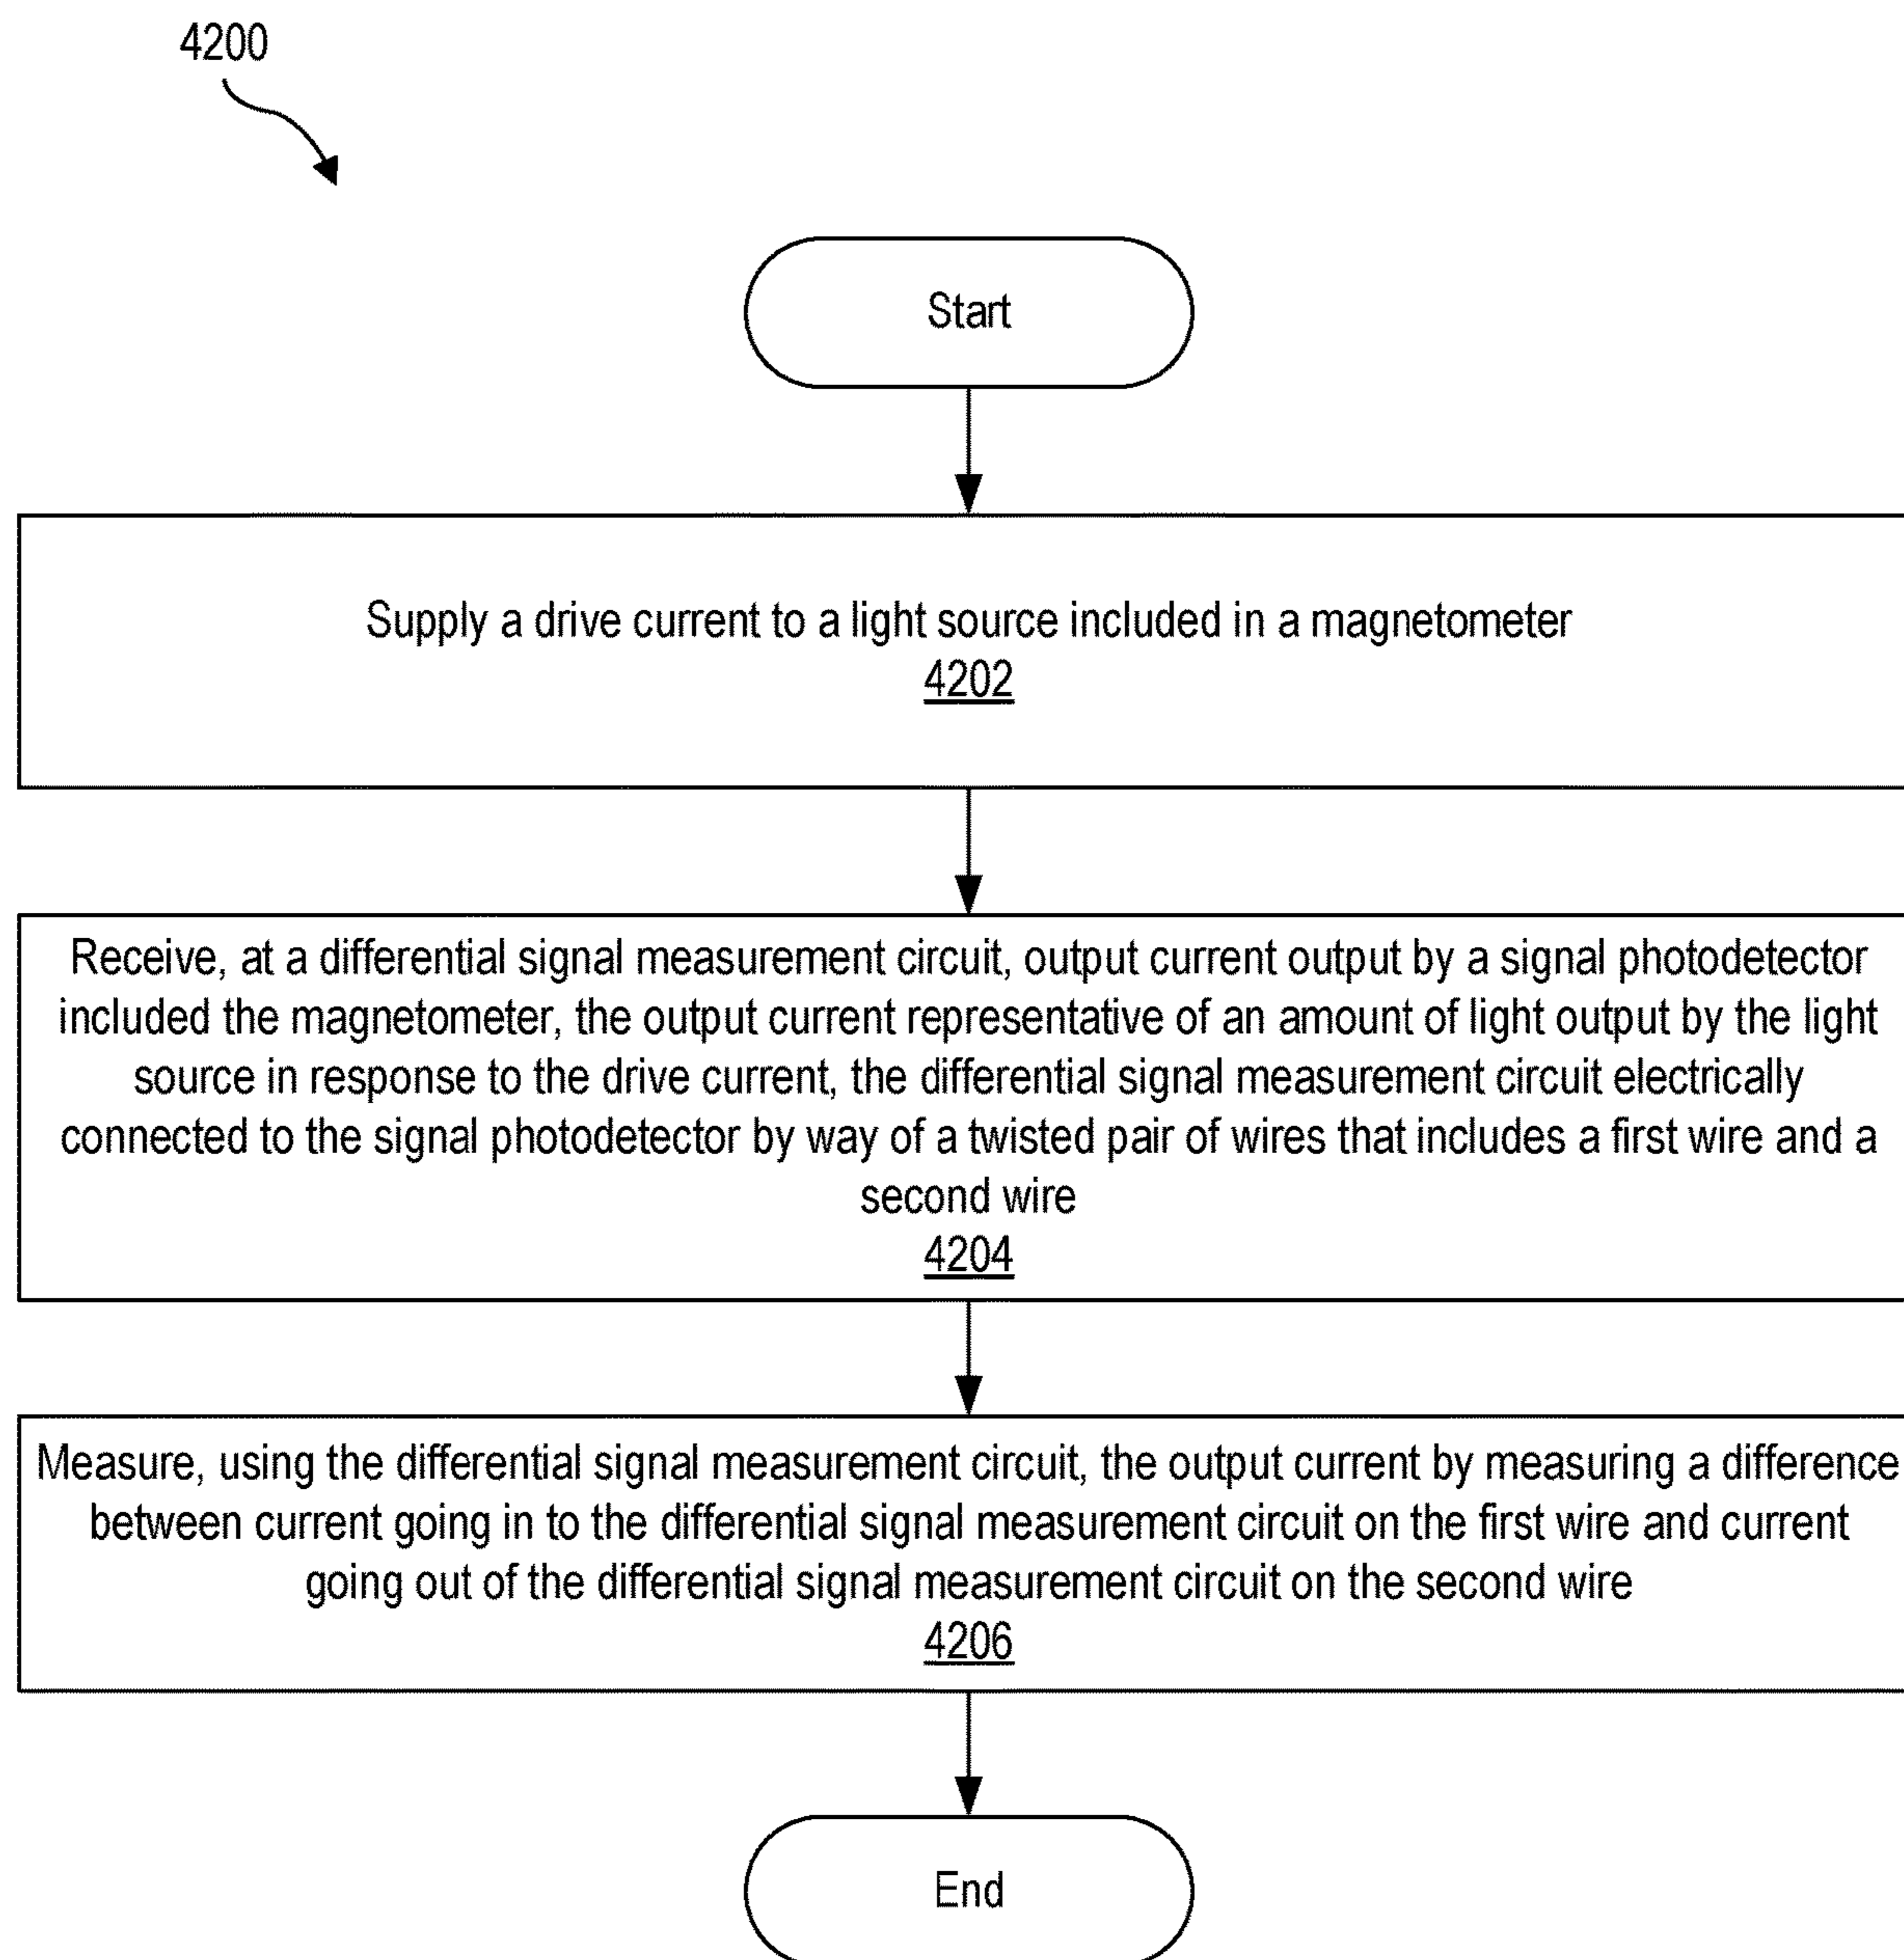 4200
Start
Supply a drive current to a light source included in a magnetometer
4202
Receive, at a differential signal measurement circuit, output current output by a signal photodetector
included the magnetometer, the output current representative of an amount of light output by the light
source in response to the drive current, the differential signal measurement circuit electrically
connected to the signal photodetector by way of a twisted pair of wires that includes a first wire and a
second wire
4204
Measure, using the differential signal measurement circuit, the output current by measuring a difference
between current going in to the differential signal measurement circuit on the first wire and current
going out of the differential signal measurement circuit on the second wire
4206
End